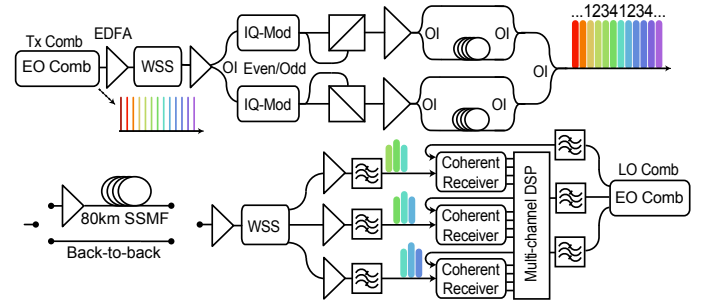 ...12341234...
Tx Comb
EDFA
EO Comb
WSS
IQ-Mod
OI
OI
OI
Even/Odd
OI
IQ-Mod
OI
OI
80km SSMF
Back-to-back
WSS
Coherent
Receiver
Coherent
Receiver
Coherent
Receiver
Multi-channel DSP
LO Comb
EO Comb